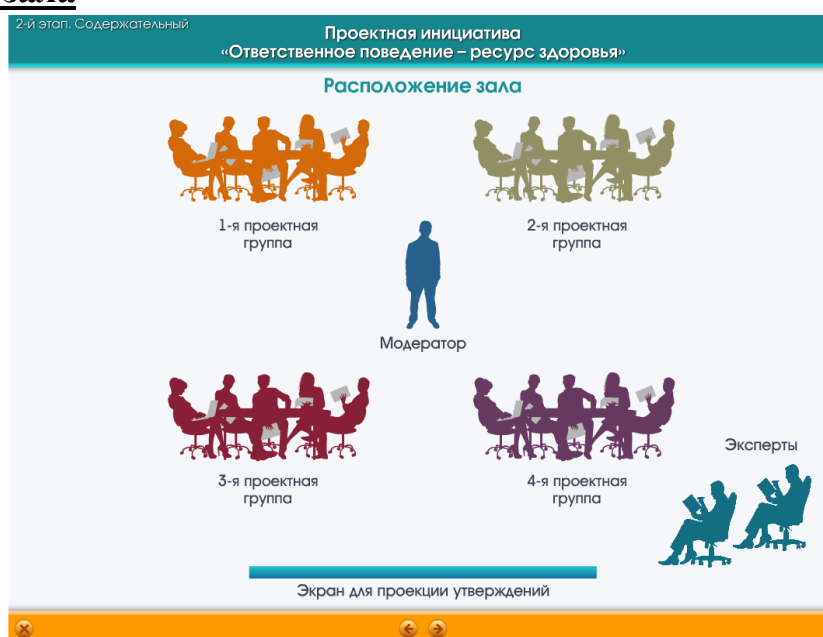 зала
2-й этап. Содержательный
Проектная инициатива
«Ответственное поведение – ресурс здоровья»
Расположение зала
1-я проектная
группа
2-я проектная
группа
Модератор
3-я проектная
группа
4-я проектная
группа
Эксперты
Экран для проекции утверждений